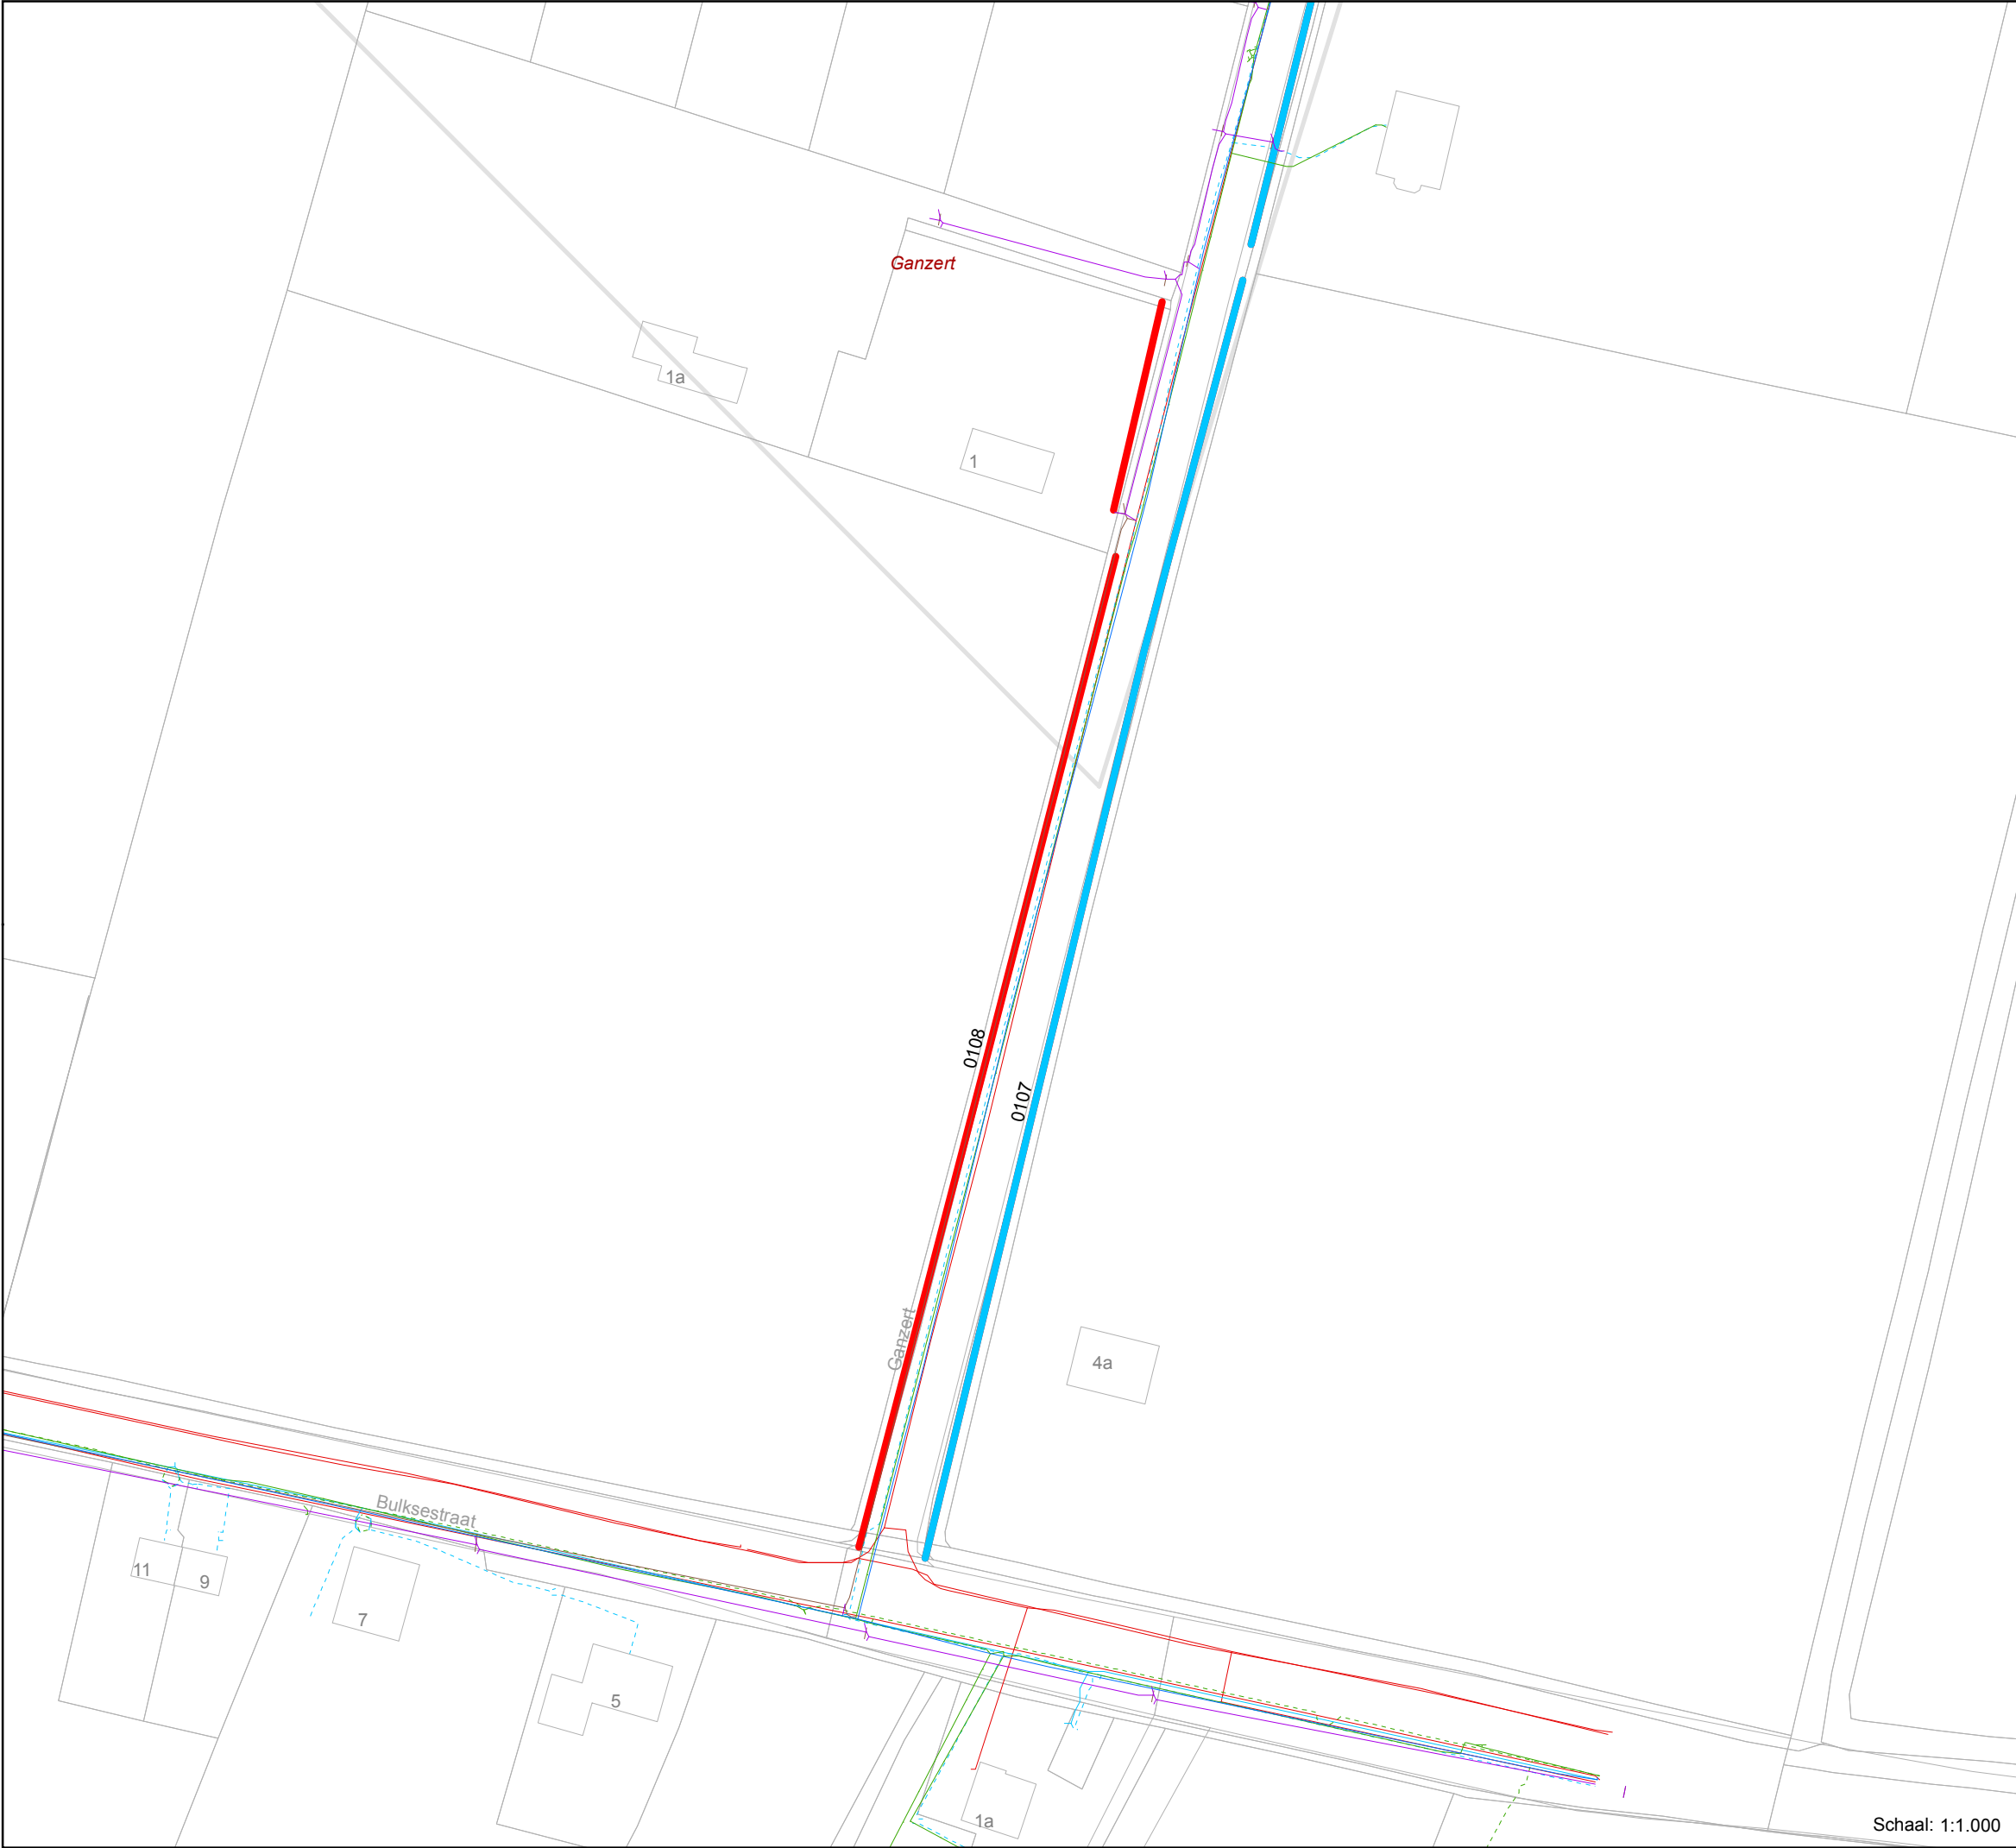 Ganzert
1a
1
0108
0107
Ganzert
4a
Bulksestraat
11
9
7
5
1a
Schaal: 1:1.000